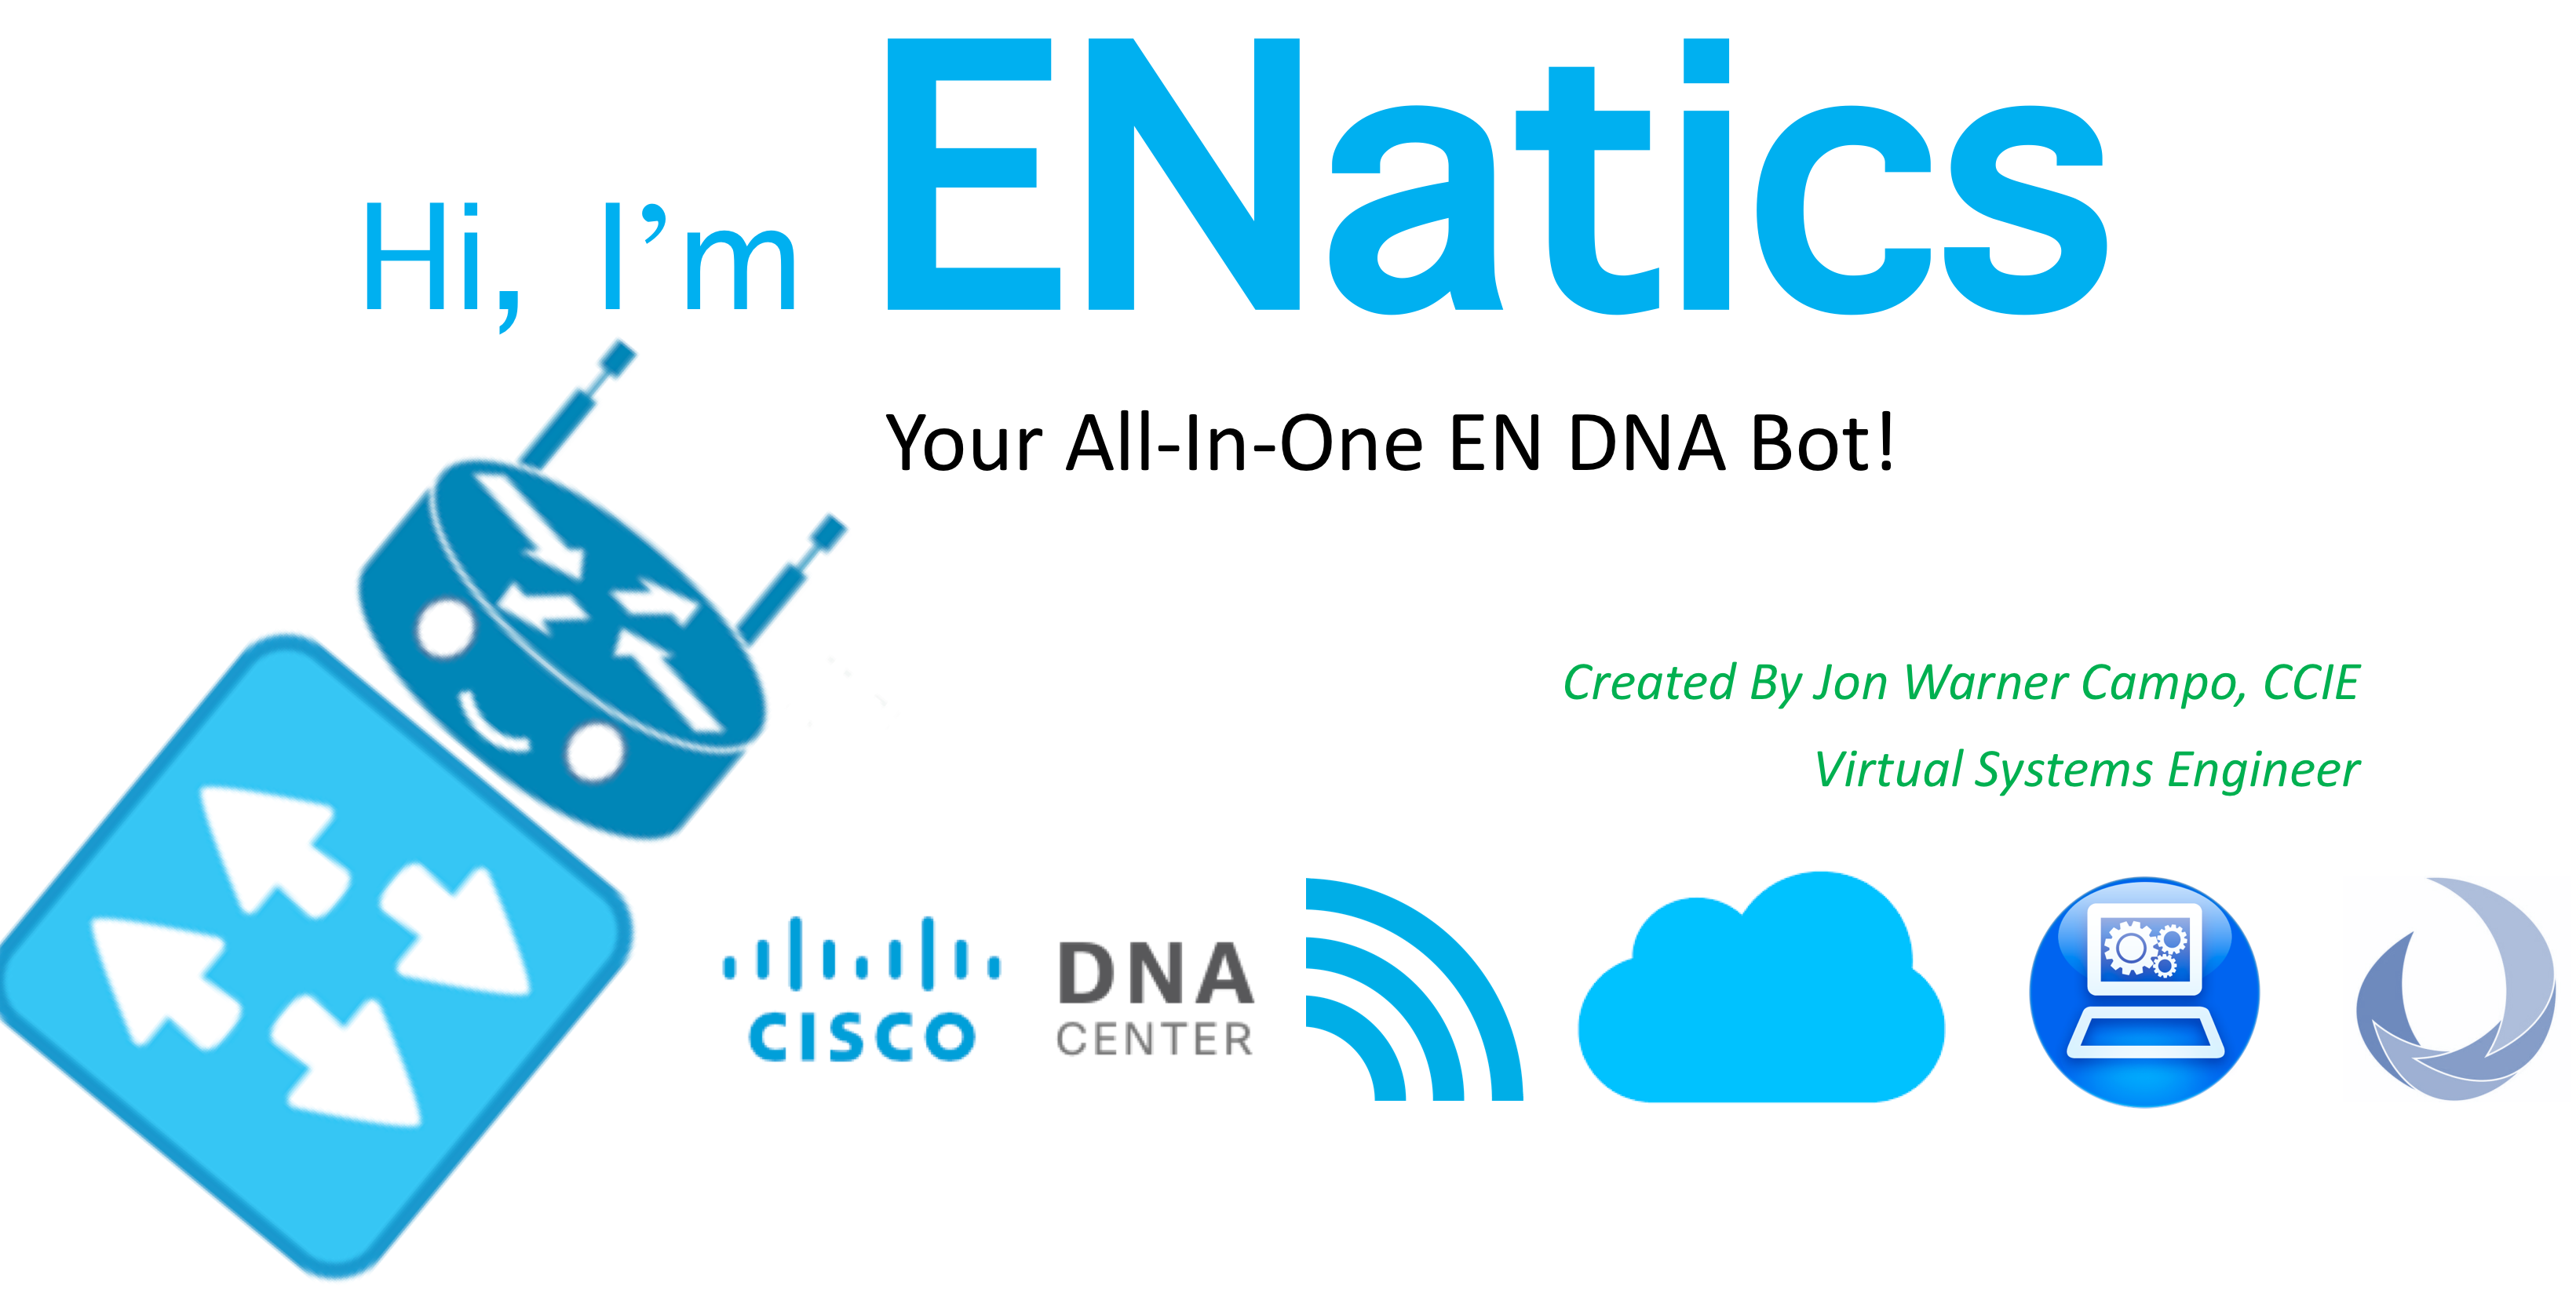 Hi, I’m ENatics
Your All-In-One EN DNA Bot!
Created By Jon Warner Campo, CCIE
Virtual Systems Engineer
CISCO
DNA
CENTER